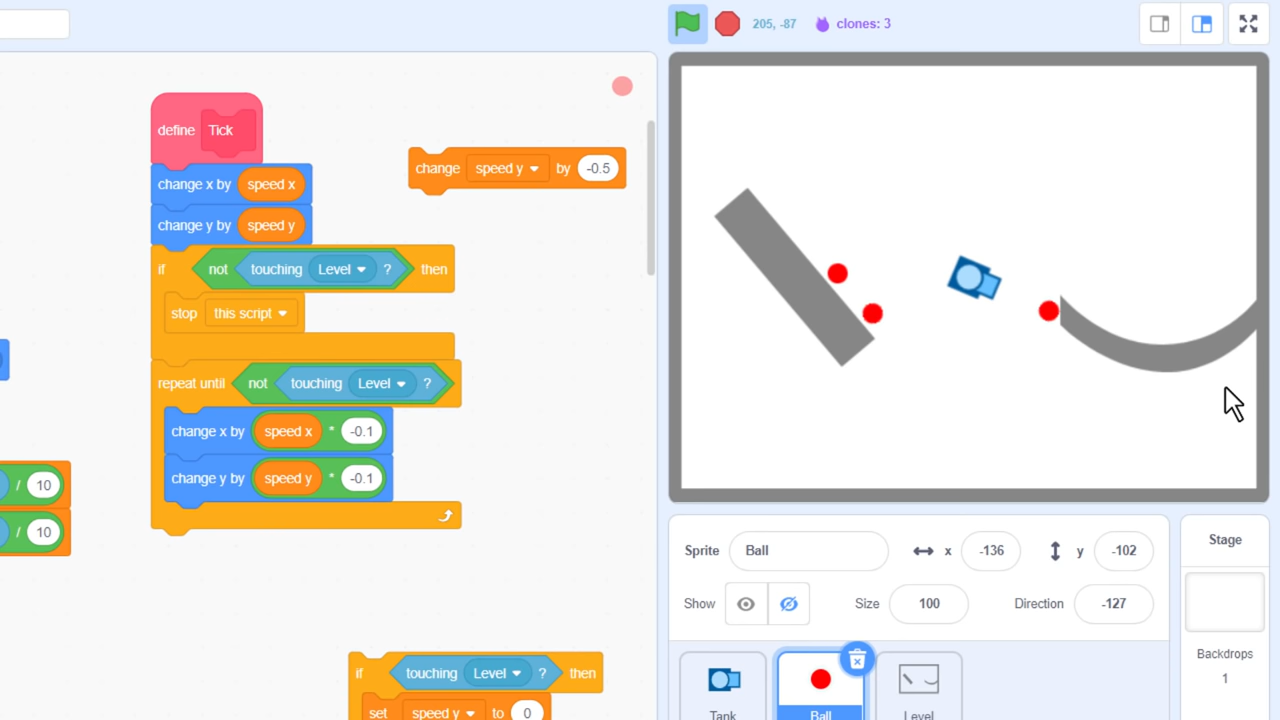 205, -87
clones: 3
define Tick
change x by speed x
change y by speed y
if not touching Level ? then
stop this script
repeat until not touching Level ?
change x by speed x * -0.1
change y by speed y * -0.1
change speed y by -0.5
/ 10
/ 10
if touching Level ? then
set speed y to 0
Sprite Ball x -136 y -102
Show Size 100 Direction -127
Tank
Ball
Level
Stage
Backdrops
1